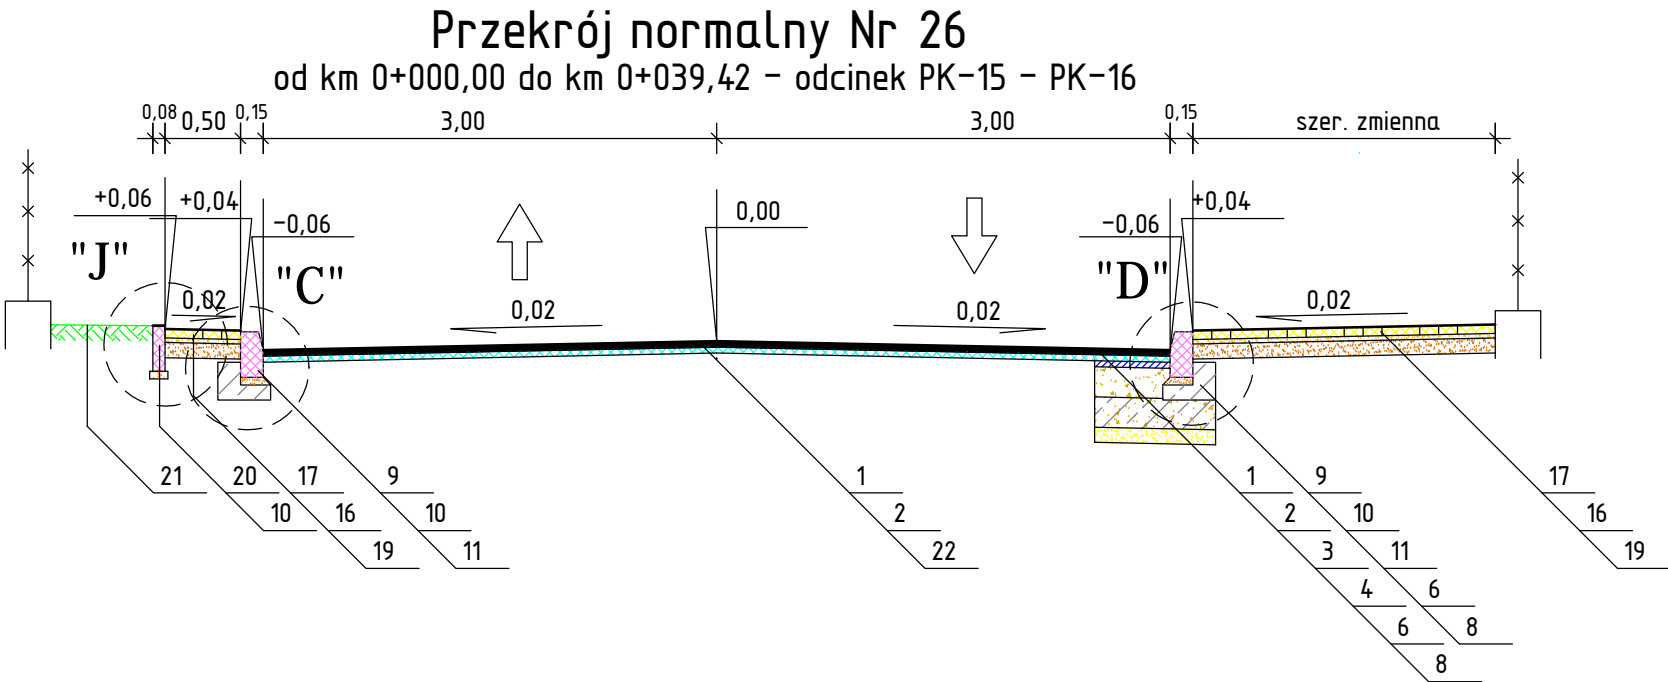 Przekrój normalny Nr 26
od km 0+000,00 do km 0+039,42 - odcinek PK-15 - PK-16
0,08 0,50 0,15 3,00 3,00 0,15 szer. zmienna
+0,06 +0,04 -0,06 0,00 -0,06 +0,04
"J" "C" "D"
0,02 0,02 0,02 0,02
21 20 17 9 1 1 9 17
10 16 10 2 2 10 16
19 11 22 3 11 19
4 6
6 8
8